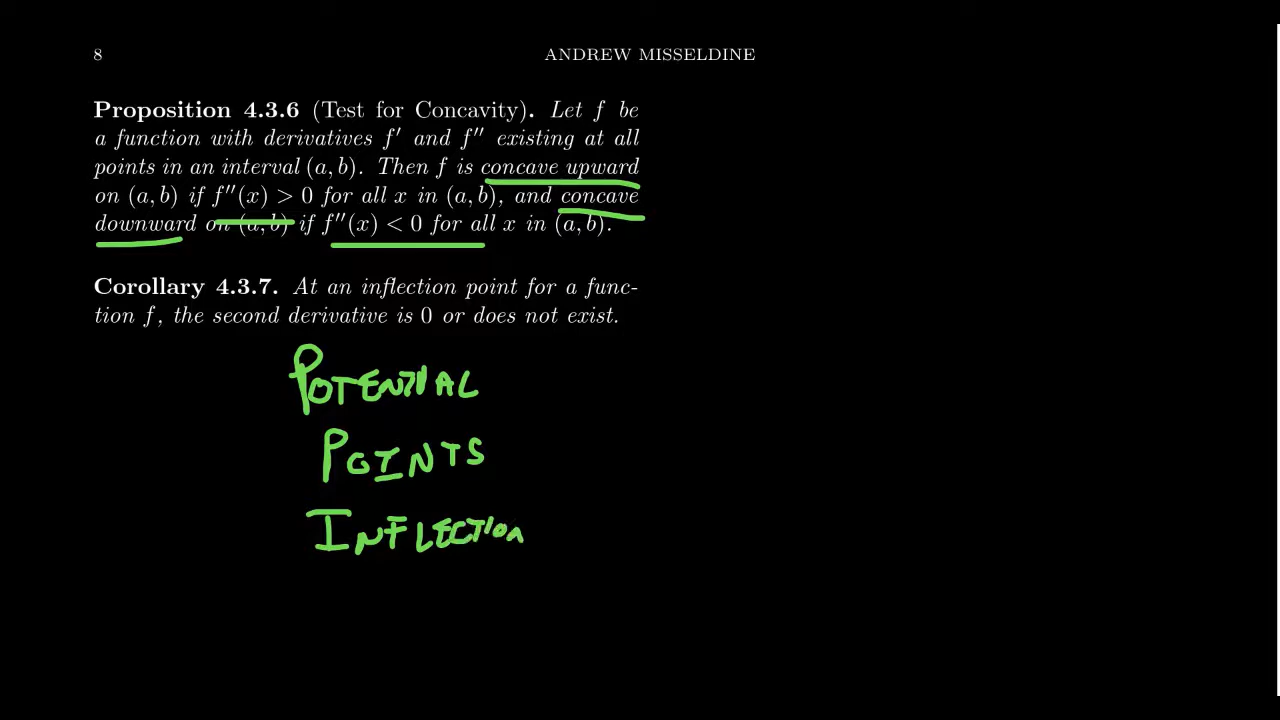 8 ANDREW MISSELDINE
Proposition 4.3.6 (Test for Concavity). Let f be
a function with derivatives f′ and f″ existing at all
points in an interval (a, b). Then f is concave upward
on (a, b) if f″(x) > 0 for all x in (a, b), and concave
downward on (a, b) if f″(x) < 0 for all x in (a, b).
Corollary 4.3.7. At an inflection point for a func-
tion f, the second derivative is 0 or does not exist.
POTENTIAL
POINTS
INFLECTION